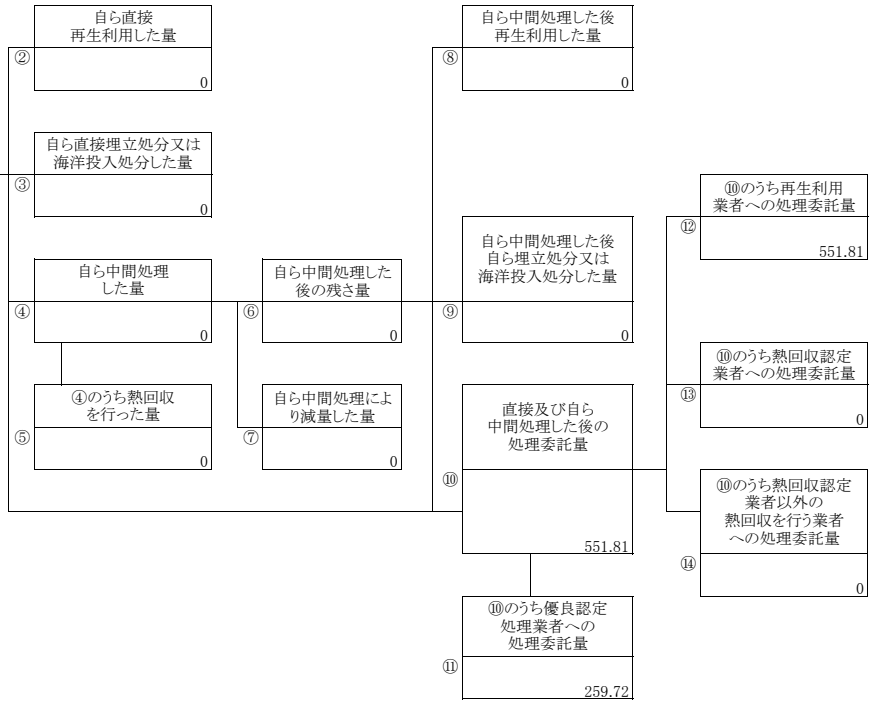 自ら直接
再生利用した量
②
0
自ら中間処理した後
再生利用した量
⑧
0
自ら直接埋立処分又は
海洋投入処分した量
③
0
⑩のうち再生利用
業者への処理委託量
⑫
551.81
自ら中間処理
した量
④
0
自ら中間処理した
後の残さ量
⑥
0
自ら中間処理した後
自ら埋立処分又は
海洋投入処分した量
⑨
0
⑩のうち熱回収認定
業者への処理委託量
⑬
0
④のうち熱回収
を行った量
⑤
0
自ら中間処理によ
り減量した量
⑦
0
直接及び自ら
中間処理した後の
処理委託量
⑩
551.81
⑩のうち熱回収認定
業者以外の
熱回収を行う業者
への処理委託量
⑭
0
⑩のうち優良認定
処理業者への
処理委託量
⑪
259.72